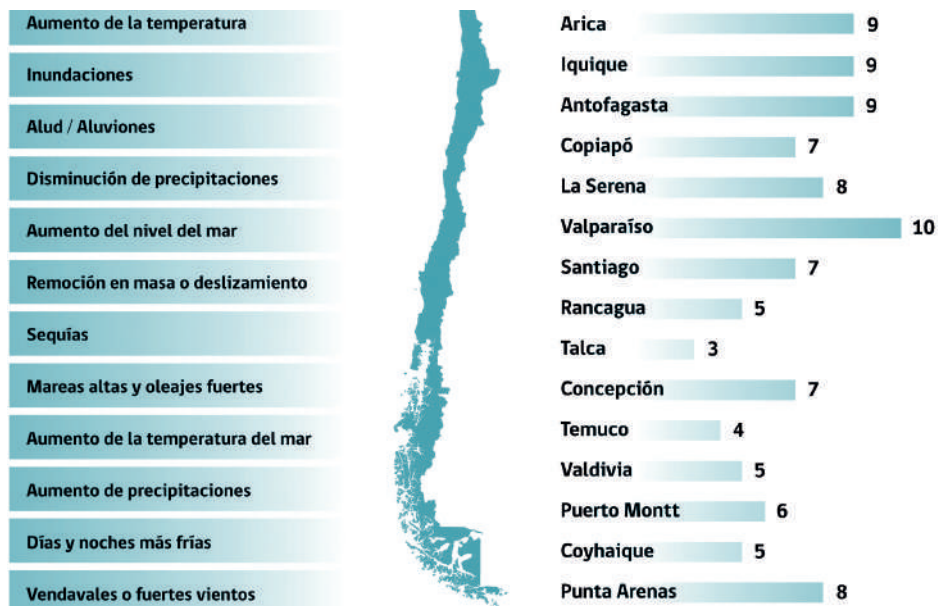 Aumento de la temperatura
Inundaciones
Alud / Aluviones
Disminución de precipitaciones
Aumento del nivel del mar
Remoción en masa o deslizamiento
Sequías
Mareas altas y oleajes fuertes
Aumento de la temperatura del mar
Aumento de precipitaciones
Días y noches más frías
Vendavales o fuertes vientos
Arica 9
Iquique 9
Antofagasta 9
Copiapó 7
La Serena 8
Valparaíso 10
Santiago 7
Rancagua 5
Talca 3
Concepción 7
Temuco 4
Valdivia 5
Puerto Montt 6
Coyhaique 5
Punta Arenas 8